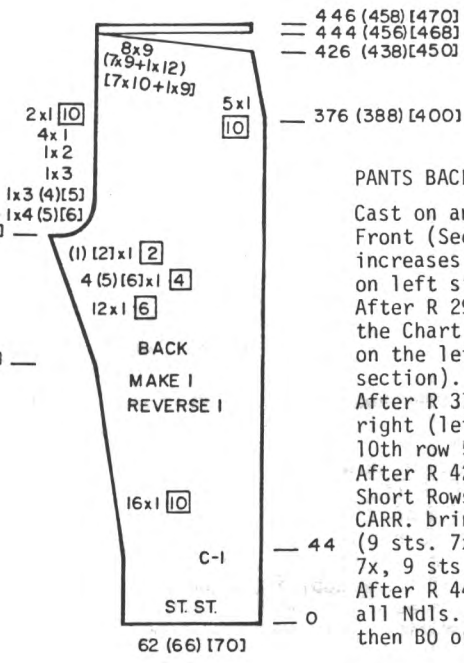 446 (458) [470]
444 (456) [468]
426 (438) [450]
8x9
(7x9+1x12)
[7x10+1x9]
5x1
10
376 (388) [400]
2x1 10
4x1
1x2
1x3
1x3 (4) [5]
1x4 (5) [6]
]
(1) [2]x1 2
4 (5) [6]x1 4
12x1 6
BACK
MAKE 1
REVERSE 1
]
16x1 10
C-1
44
ST. ST.
0
62 (66) [70]
PANTS BACK
Cast on an
Front (Sec
increases
on left s
After R 29
the Chart
on the le
section).
After R 3
right (le
10th row
After R 42
Short Rows
CARR. brin
(9 sts. 7x
7x, 9 sts
After R 44
all Ndls.
then BO o